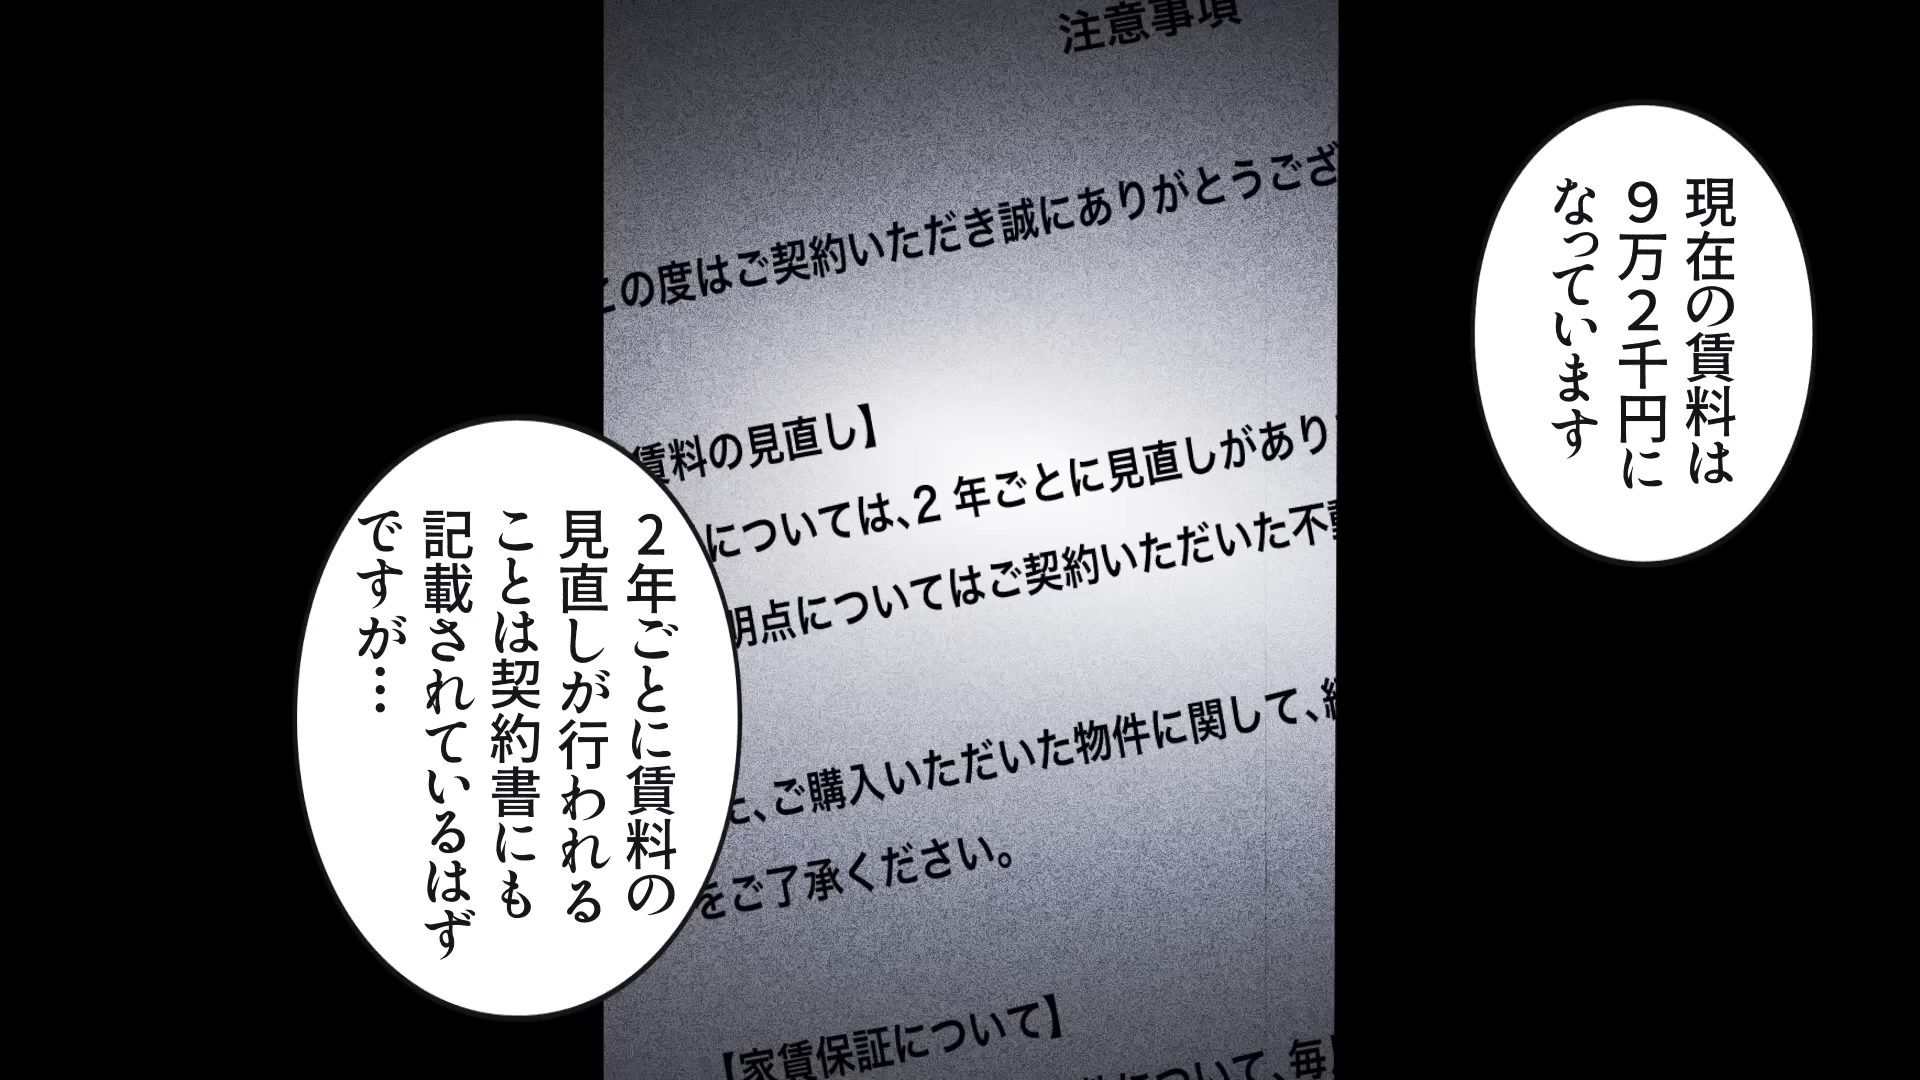 現在の賃料は
９万２千円に
なっています
注意事項
この度はご契約いただき誠にありがとうござ
賃料の見直し】
については、2 年ごとに見直しがあり
明点についてはご契約いただいた不動
、ご購入いただいた物件に関して、
をご了承ください。
【家賃保証について】
について、毎
２年ごとに賃料の
見直しが行われる
ことは契約書にも
記載されているはず
ですが…